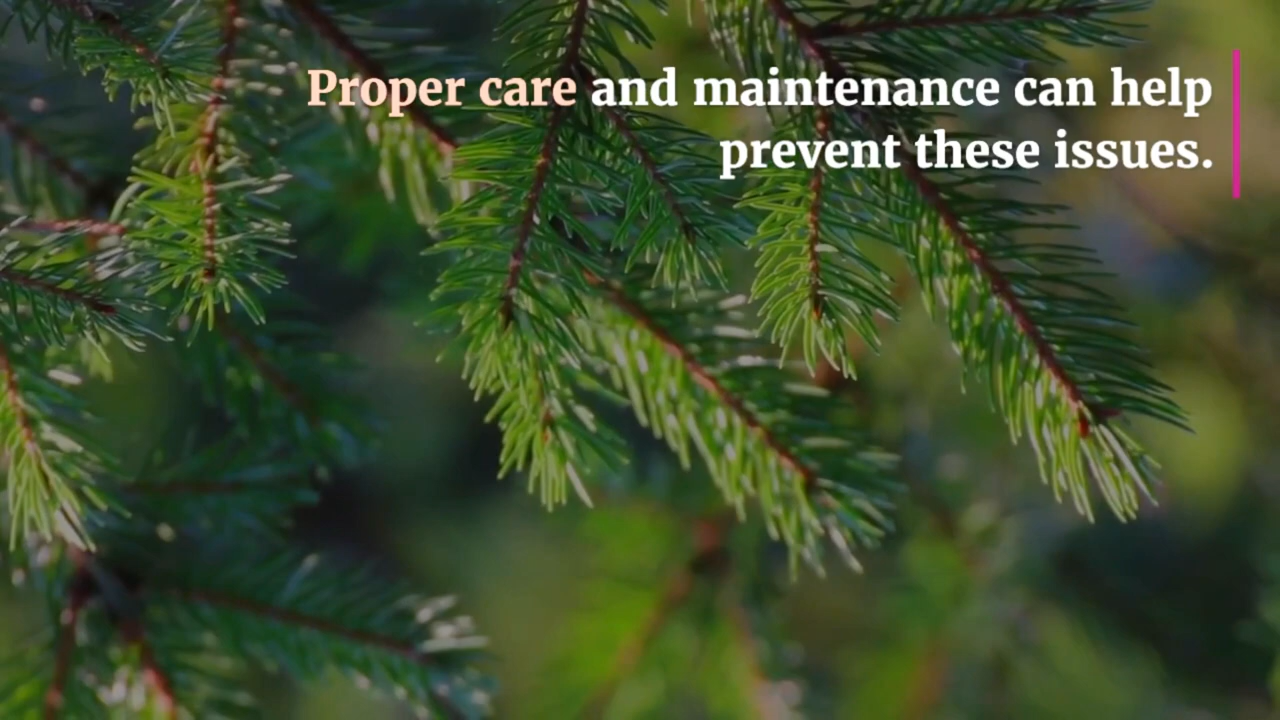 Proper care and maintenance can help
prevent these issues.